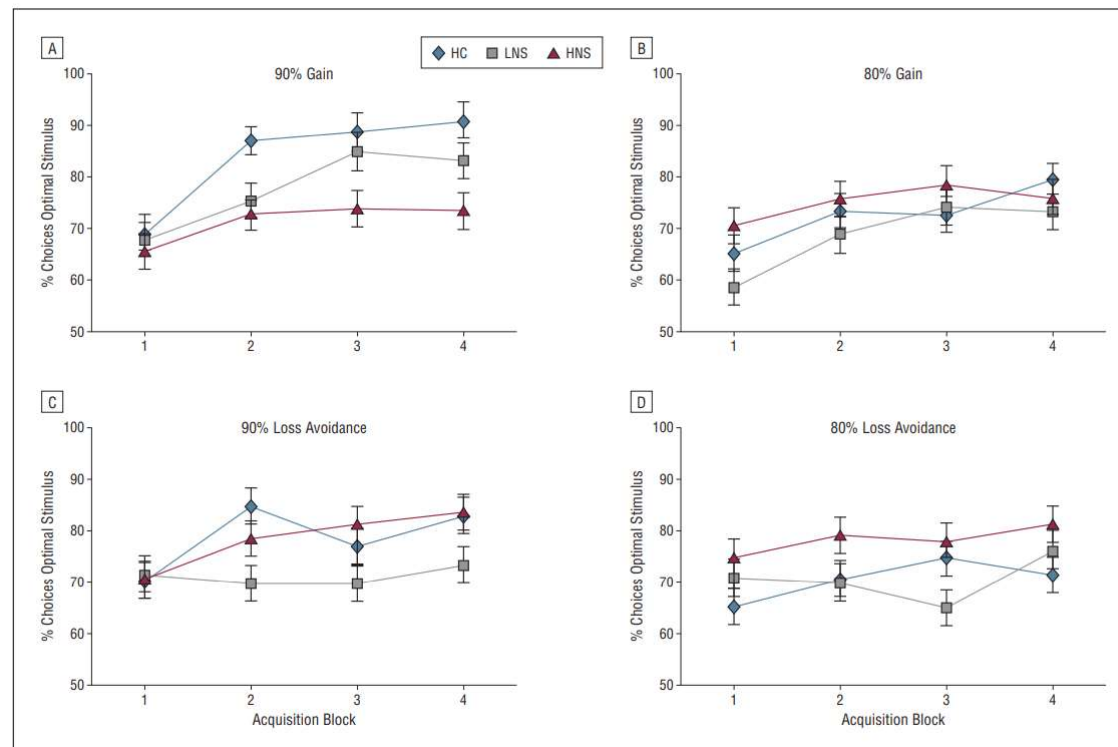 A
HC LNS HNS
90% Gain
% Choices Optimal Stimulus
100
90
80
70
60
50
1 2 3 4
B
80% Gain
% Choices Optimal Stimulus
100
90
80
70
60
50
1 2 3 4
C
90% Loss Avoidance
% Choices Optimal Stimulus
100
90
80
70
60
50
1 2 3 4
Acquisition Block
D
80% Loss Avoidance
% Choices Optimal Stimulus
100
90
80
70
60
50
1 2 3 4
Acquisition Block